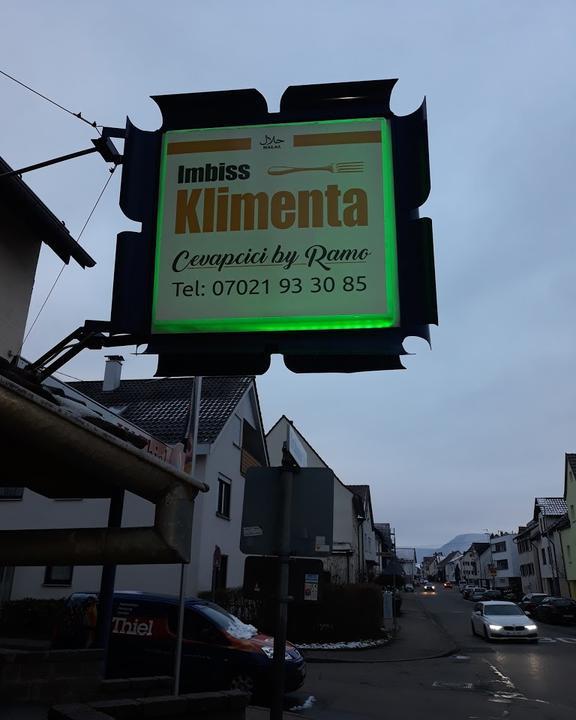 حلال
HALAL
Imbiss
Klimenta
Cevapcici by Ramo
Tel: 07021 93 30 85
Thiel